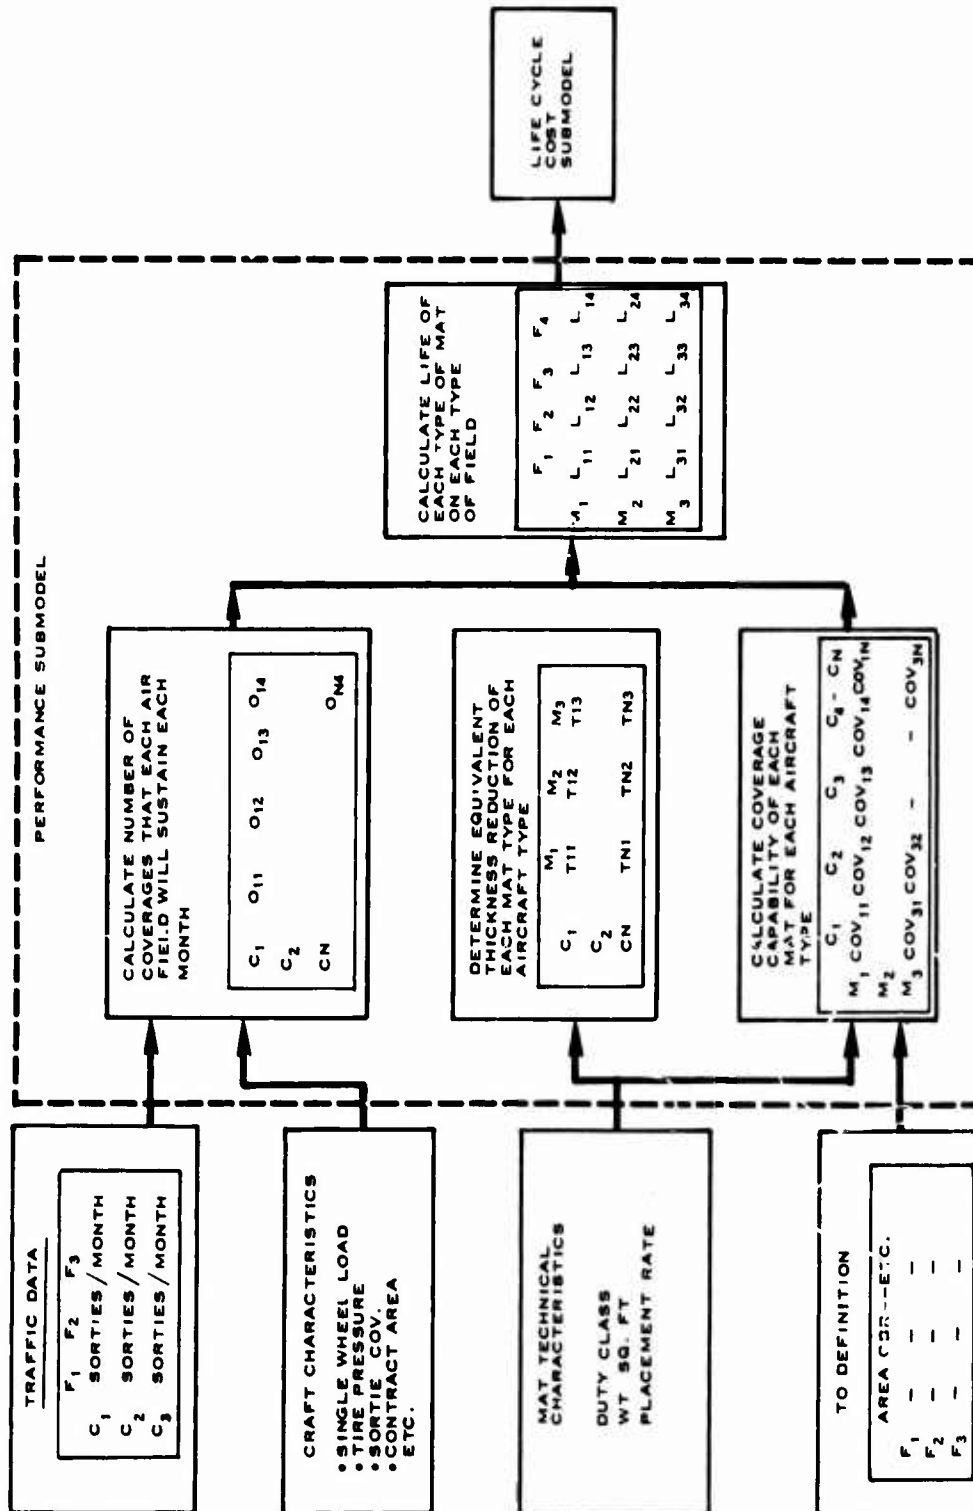 PERFORMANCE SUBMODEL
TRAFFIC DATA
F1 F2 F3
C1 SORTIES/MONTH
C2 SORTIES/MONTH
C3 SORTIES/MONTH
CRAFT CHARACTERISTICS
• SINGLE WHEEL LOAD
• TIRE PRESSURE
• SORTIE COV.
• CONTRACT AREA
ETC.
MAT TECHNICAL
CHARACTERISTICS
DUTY CLASS
WT SQ. FT
PLACEMENT RATE
TO DEFINITION
AREA ETC.
F1 – – –
F2 – – –
F3 – – –
CALCULATE NUMBER OF
COVERAGES THAT EACH AIR
FIELD WILL SUSTAIN EACH
MONTH
C1 O11 O12 O13 O14
C2
CN ON4
DETERMINE EQUIVALENT
THICKNESS REDUCTION OF
EACH MAT TYPE FOR EACH
AIRCRAFT TYPE
M1 M2 M3
C1 T11 T12 T13
C2
CN TN1 TN2 TN3
CALCULATE COVERAGE
CAPABILITY OF EACH
MAT FOR EACH AIRCRAFT
TYPE
C1 C2 C3 C4 - CN
M1 COV11 COV12 COV13 COV14 COV1N
M2
M3 COV31 COV32 – – COV3N
CALCULATE LIFE OF
EACH TYPE OF MAT
ON EACH TYPE
OF FIELD
F1 F2 F3 F4
M1 L11 L12 L13 L14
M2 L21 L22 L23 L24
M3 L31 L32 L33 L34
LIFE CYCLE
COST
SUBMODEL